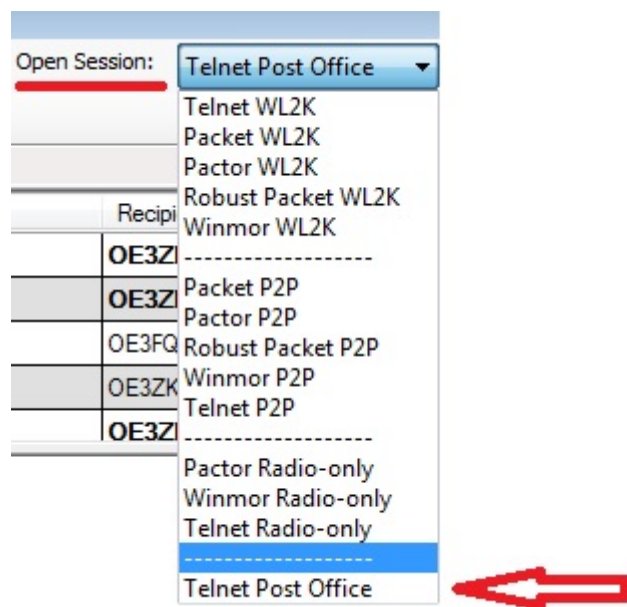 Open Session:
Telnet Post Office
Telnet WL2K
Packet WL2K
Pactor WL2K
Robust Packet WL2K
Winmor WL2K
-------------------
Packet P2P
Pactor P2P
Robust Packet P2P
Winmor P2P
Telnet P2P
-------------------
Pactor Radio-only
Winmor Radio-only
Telnet Radio-only
-------------------
Telnet Post Office
Recipi
OE3Z
OE3Z
OE3FQ
OE3ZK
OE3Z